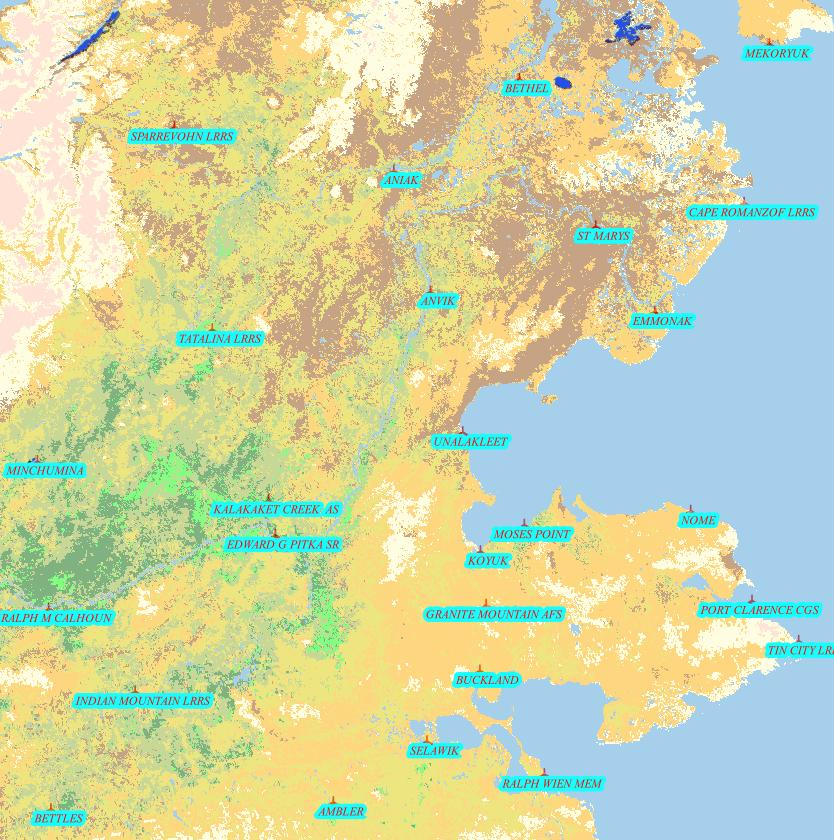 MEKORYUK
BETHEL
SPARREVOHN LRRS
ANIAK
CAPE ROMANZOF LRRS
ST MARYS
ANVIK
EMMONAK
TATALINA LRRS
UNALAKLEET
MINCHUMINA
KALAKAKET CREEK AS
NOME
MOSES POINT
EDWARD G PITKA SR
KOYUK
PORT CLARENCE CGS
GRANITE MOUNTAIN AFS
RALPH M CALHOUN
TIN CITY LR
BUCKLAND
INDIAN MOUNTAIN LRRS
SELAWIK
RALPH WIEN MEM
AMBLER
BETTLES